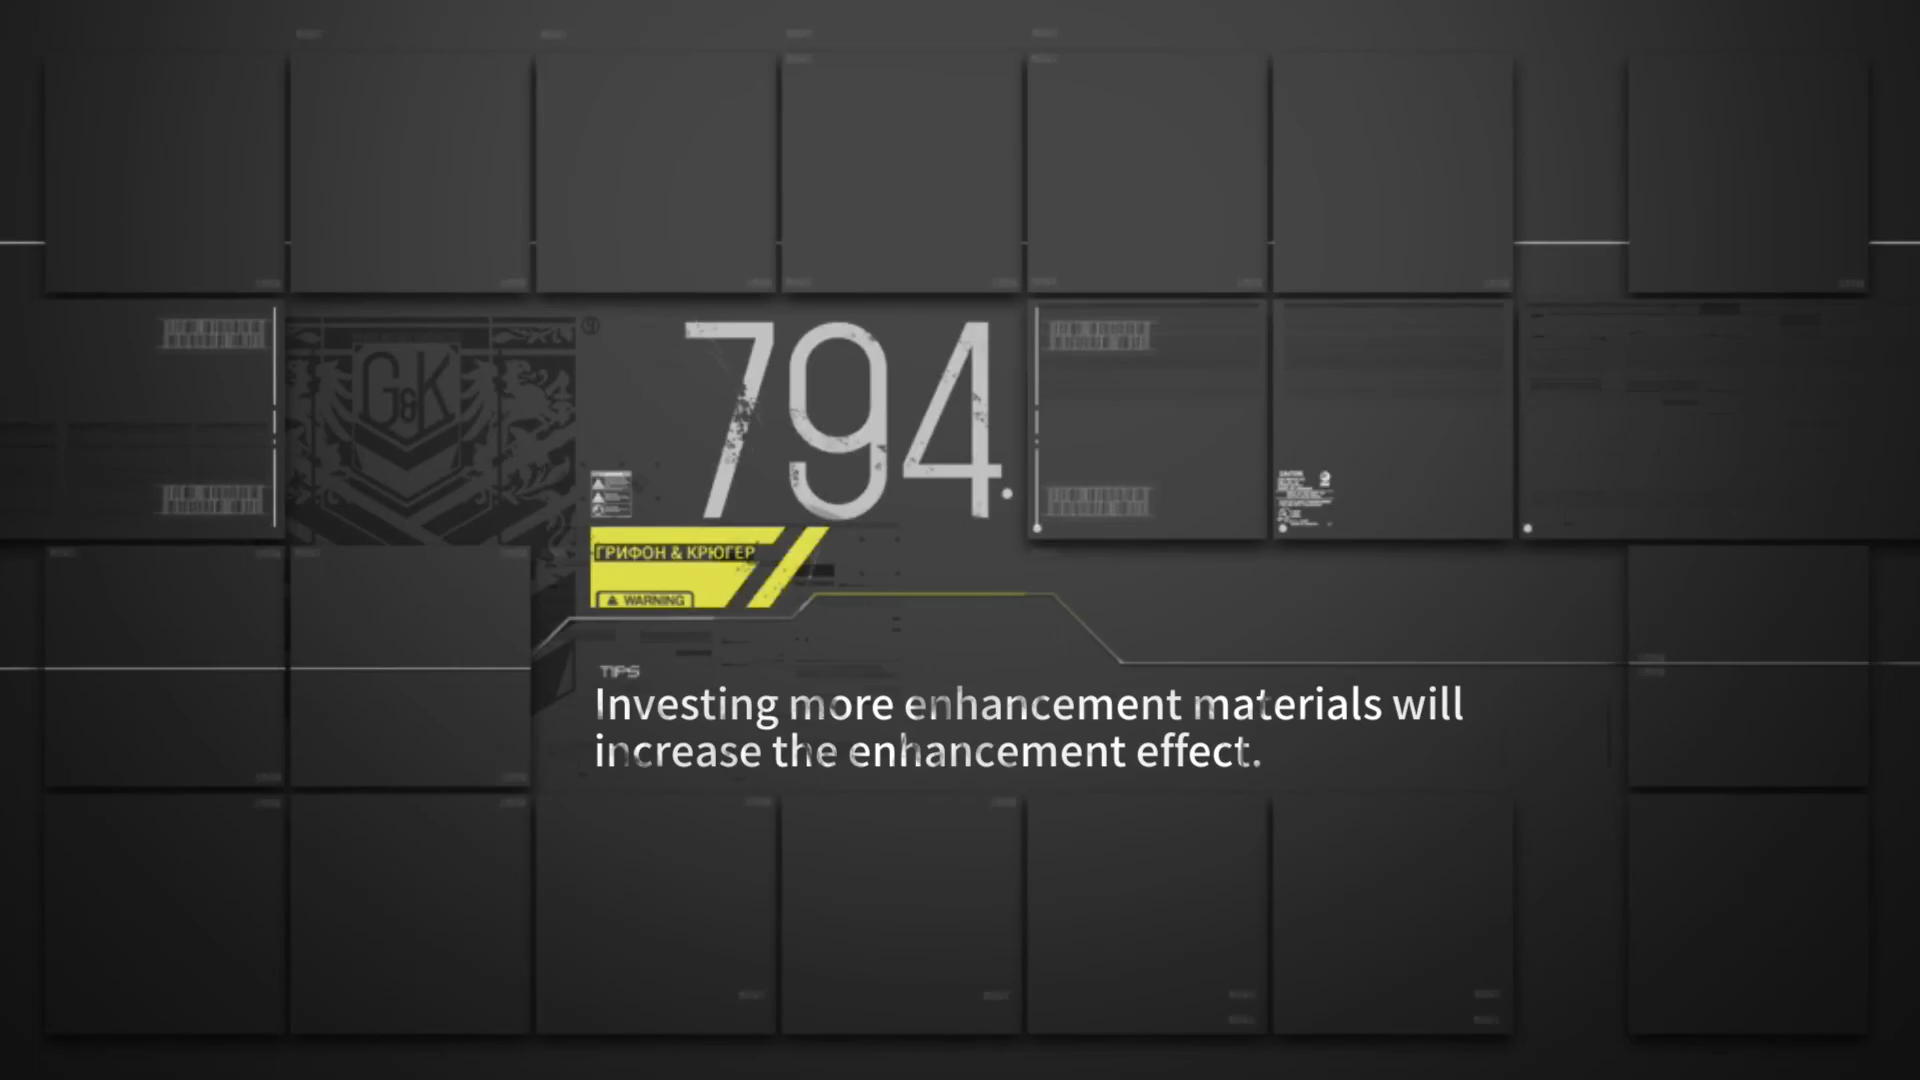 G&K
794.
ГРИФОН & КРЮГЕР
WARNING
TIPS
Investing more enhancement materials will
increase the enhancement effect.